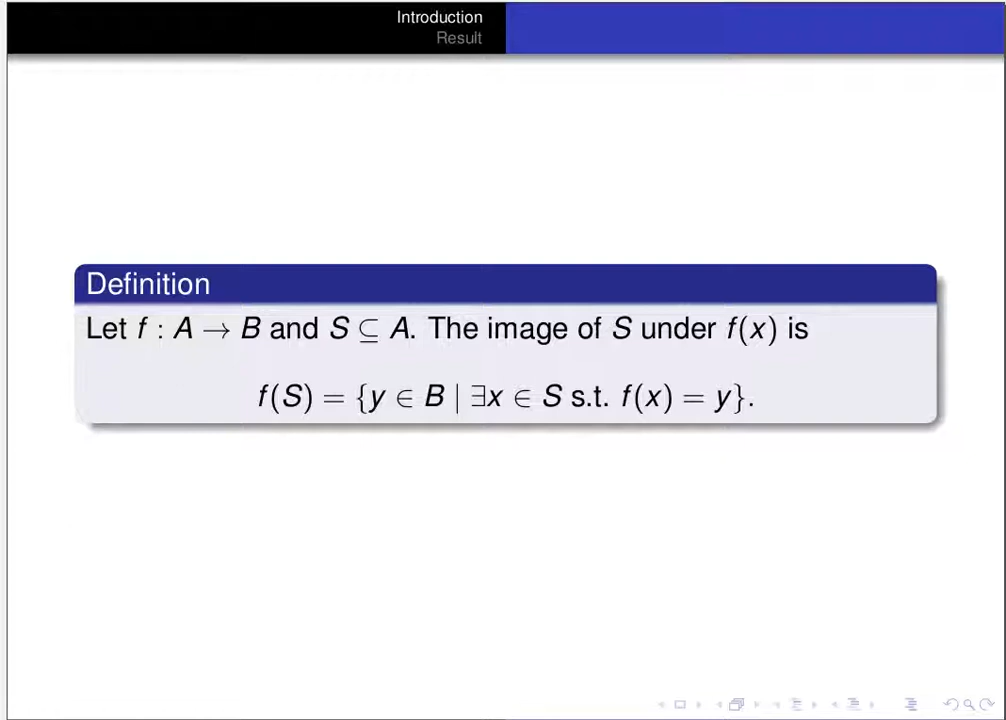 Introduction
Result
Definition
Let f : A → B and S ⊆ A. The image of S under f(x) is
f(S) = {y ∈ B | ∃x ∈ S s.t. f(x) = y}.